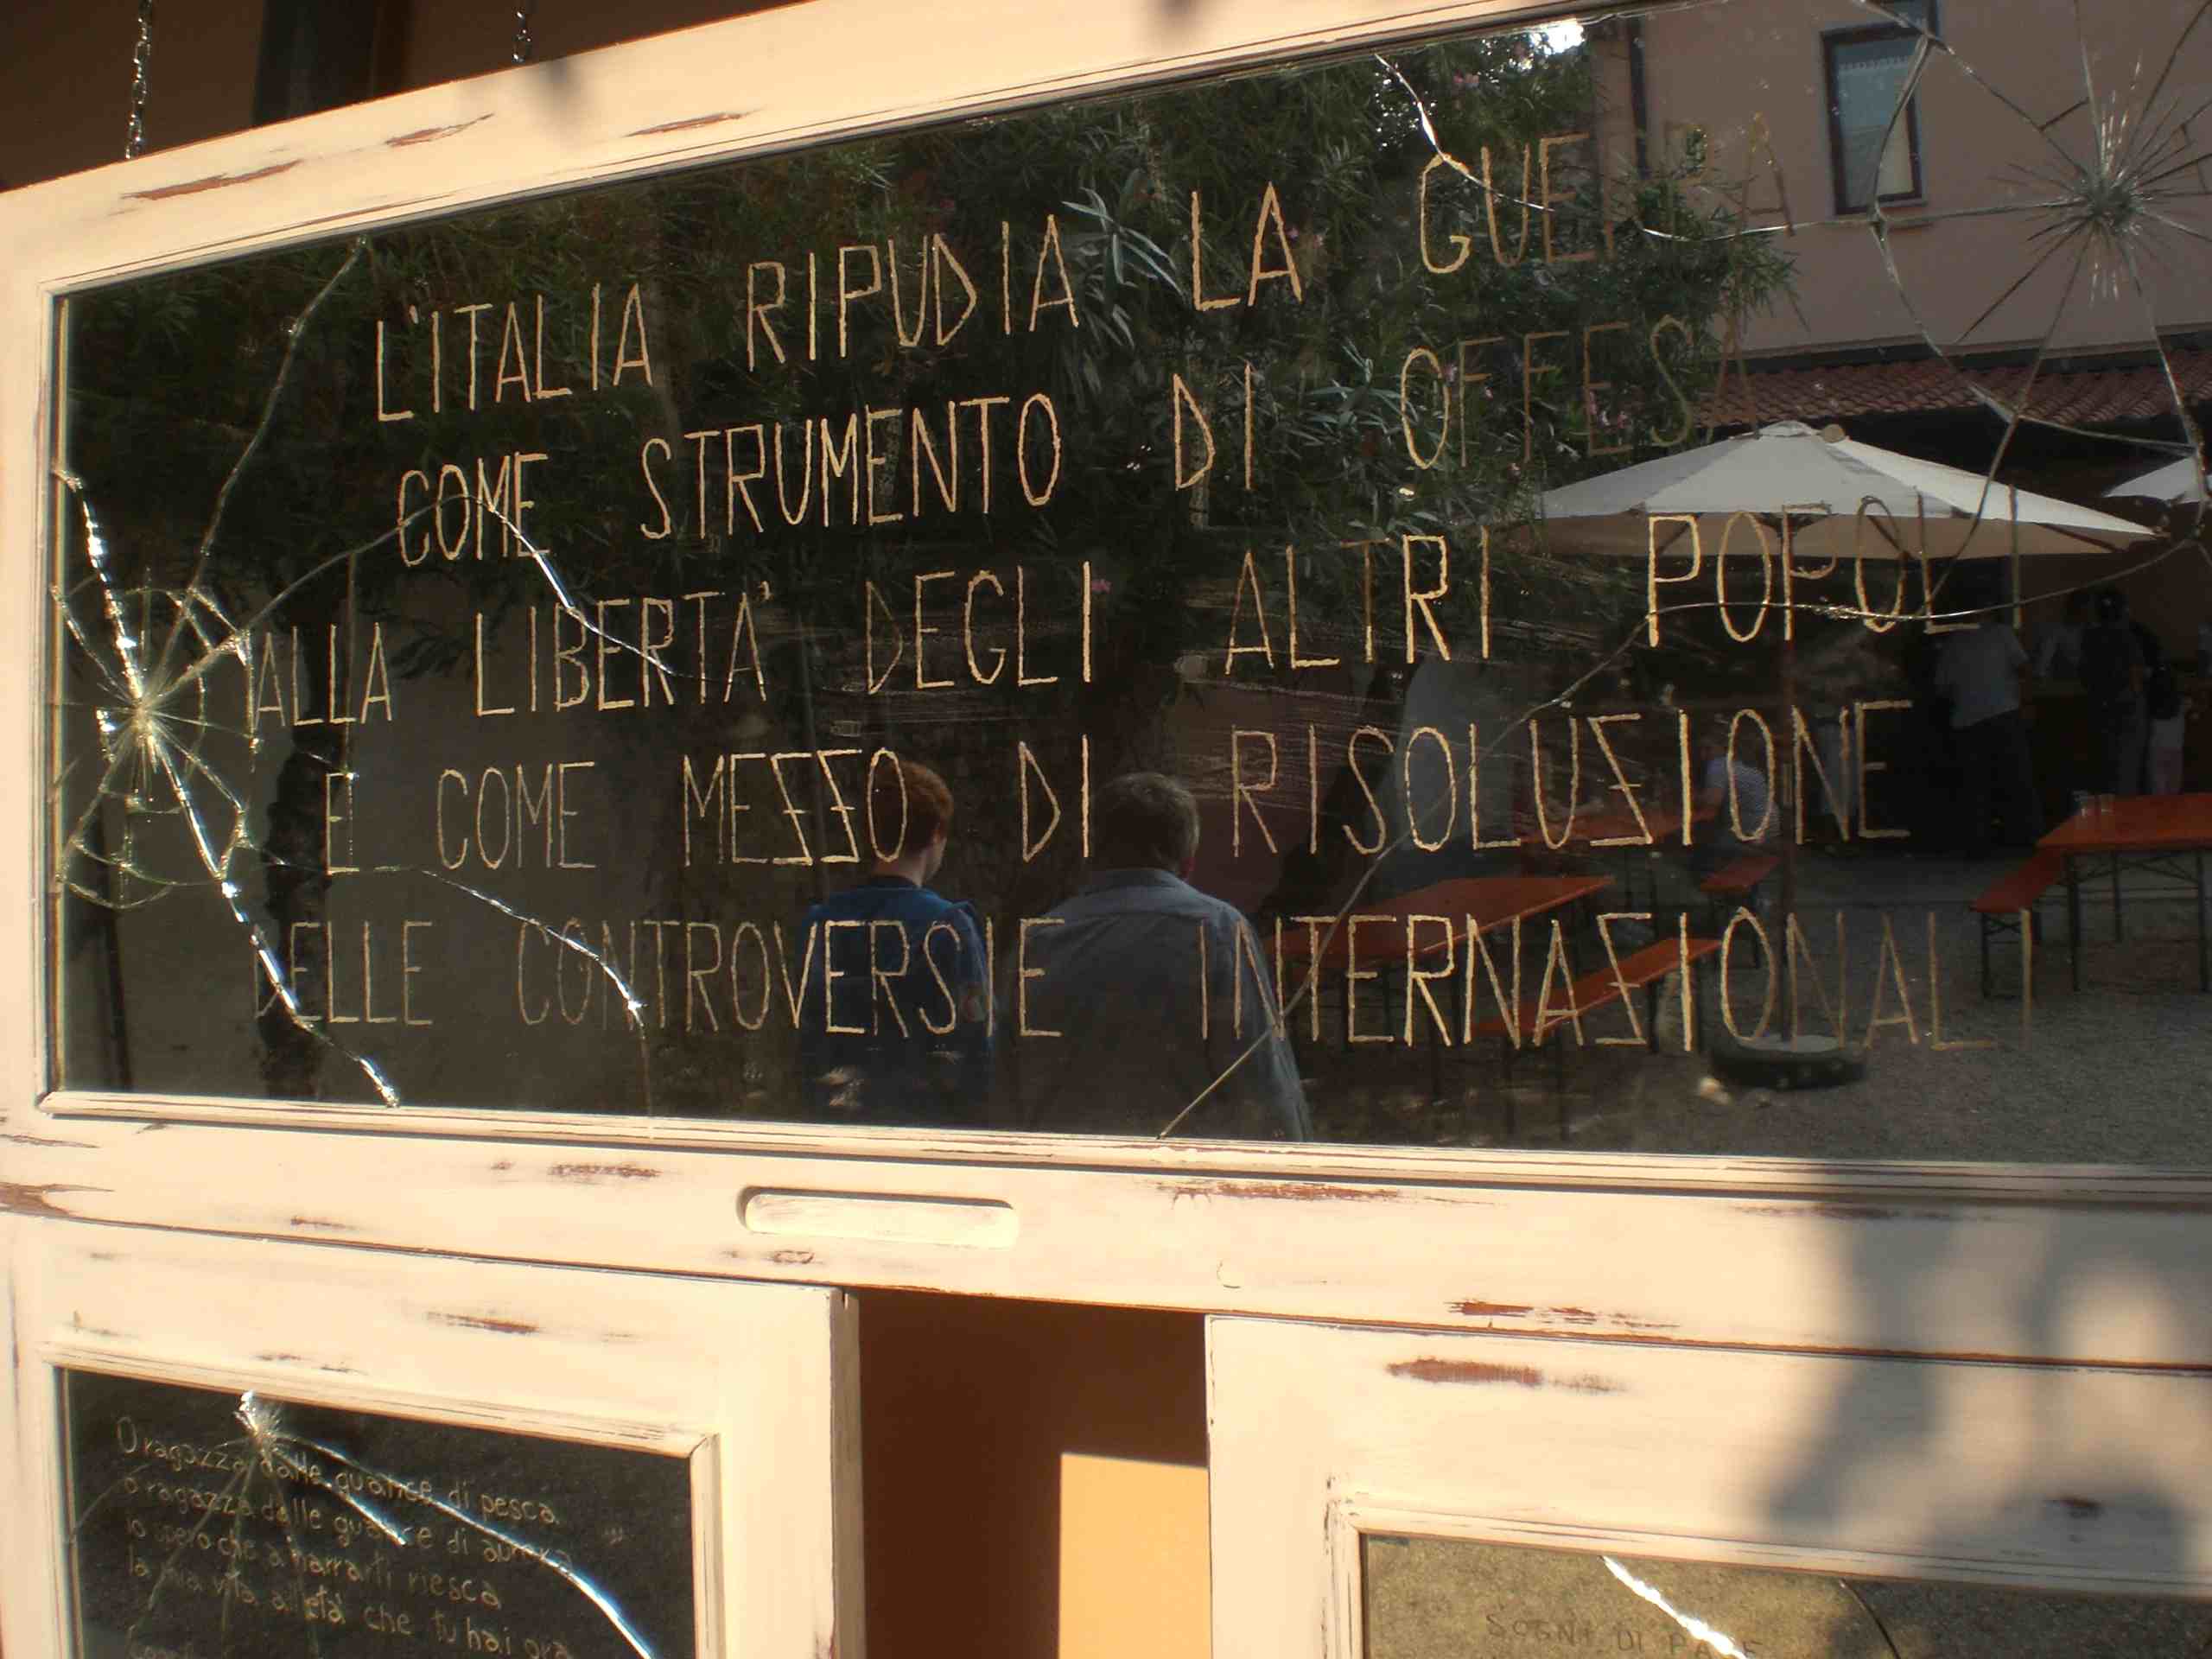 L'ITALIA RIPUDIA LA GUERRA
COME STRUMENTO DI OFFESA
ALLA LIBERTA' DEGLI ALTRI POPOLI
E COME MEZZO DI RISOLUZIONE
DELLE CONTROVERSIE INTERNAZIONALI
O ragazza dalle guance di pesca
o ragazza dalle guance di aurora
io spero che a narrarti riesca
la mia vita all'età che tu hai ora
SOGNI DI PACE